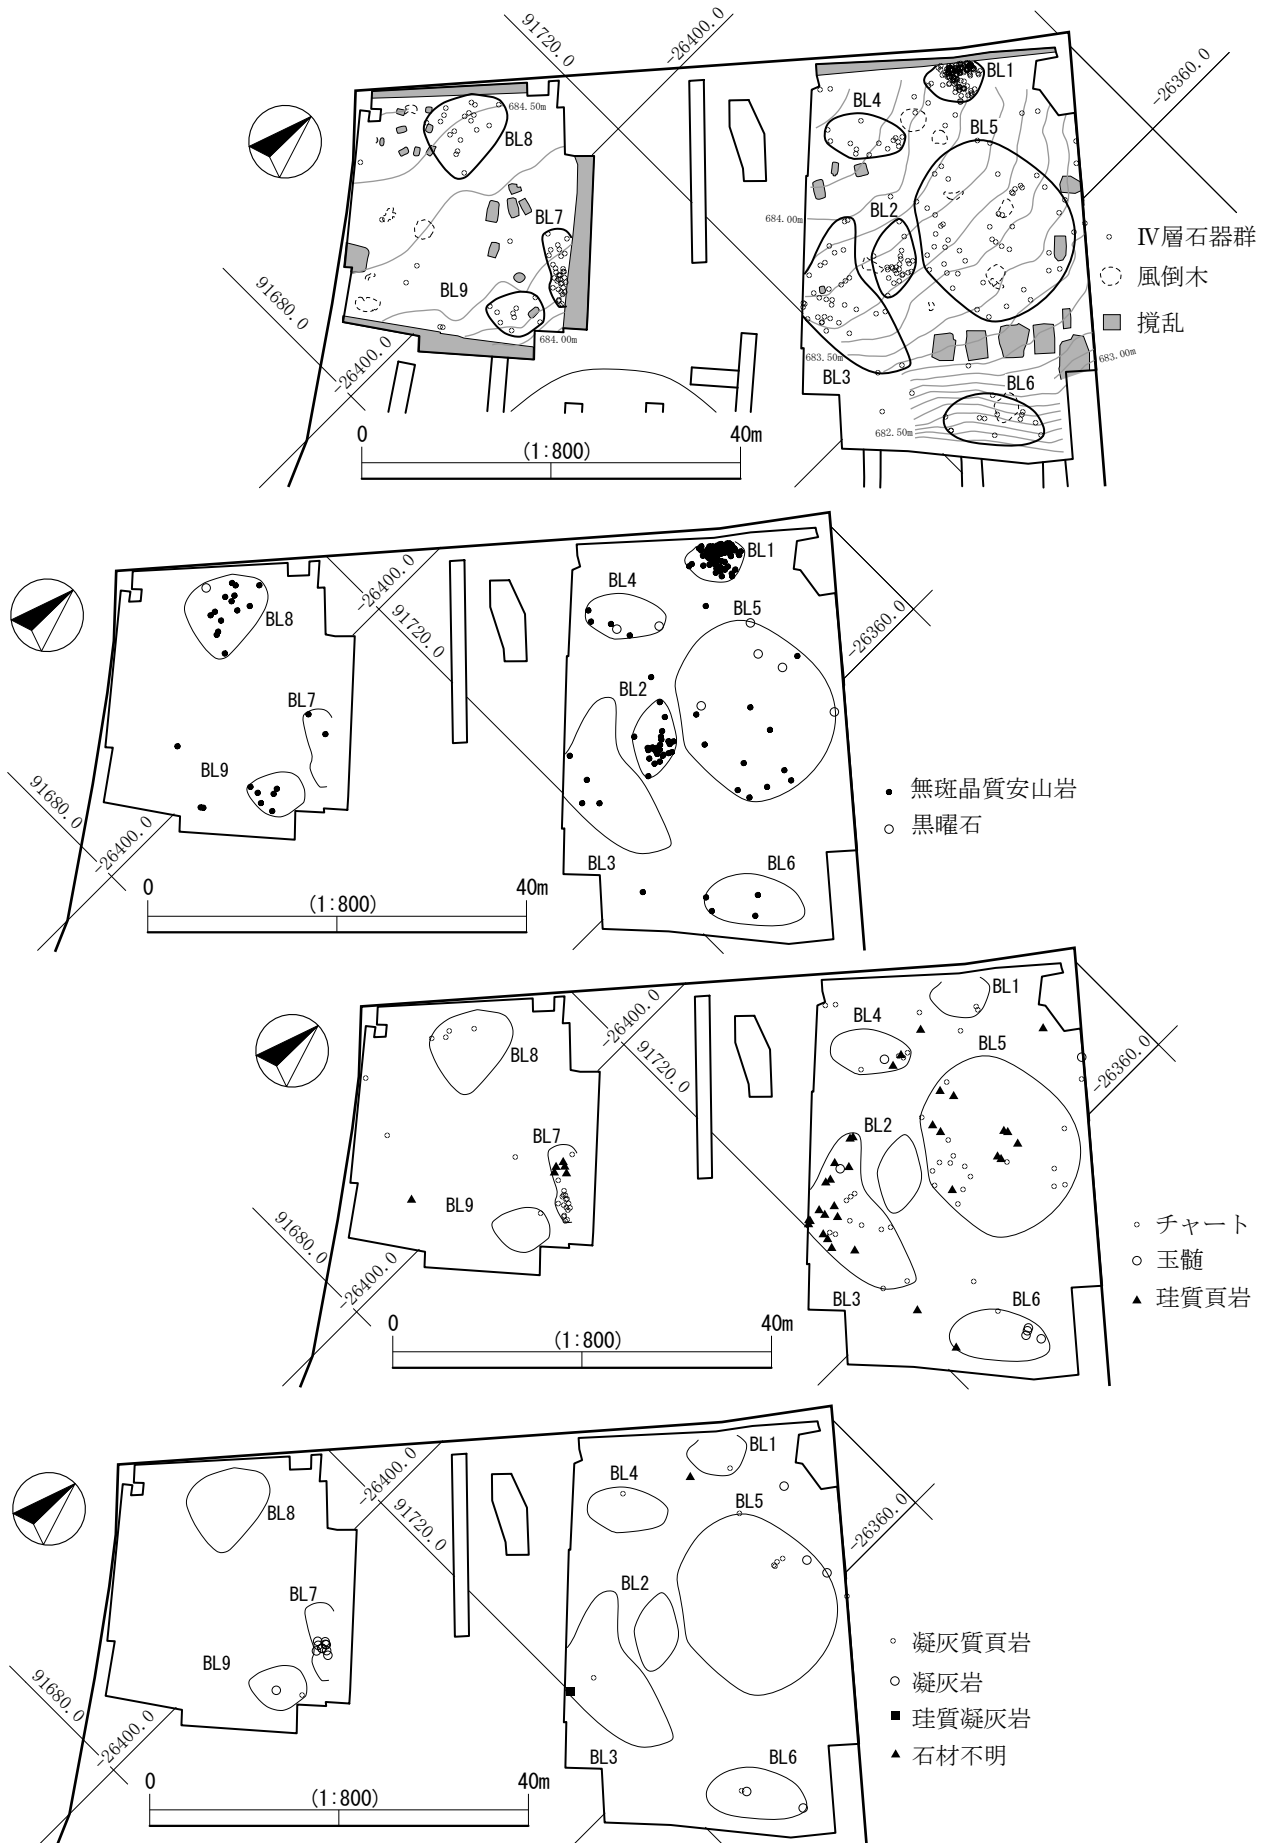 91720.0
-26400.0
-26360.0
BL1
BL4
BL5
684.50m
BL8
BL2
BL7
684.00m
IV層石器群
風倒木
BL9
91680.0
攪乱
684.00m
683.50m
683.00m
BL3
-26400.0
BL6
0
40m
682.50m
(1:800)
BL1
-26400.0
BL4
91720.0
BL5
-26360.0
BL8
BL2
BL7
BL9
91680.0
無斑晶質安山岩
黒曜石
-26400.0
BL3
BL6
0
40m
(1:800)
BL1
-26400.0
BL4
BL5
BL8
91720.0
-26360.0
BL2
BL7
BL9
91680.0
チャート
玉髄
-26400.0
珪質頁岩
BL3
BL6
0
40m
(1:800)
BL1
-26400.0
BL4
91720.0
BL5
-26360.0
BL8
BL2
BL7
凝灰質頁岩
BL9
91680.0
凝灰岩
珪質凝灰岩
-26400.0
石材不明
BL3
BL6
0
40m
(1:800)